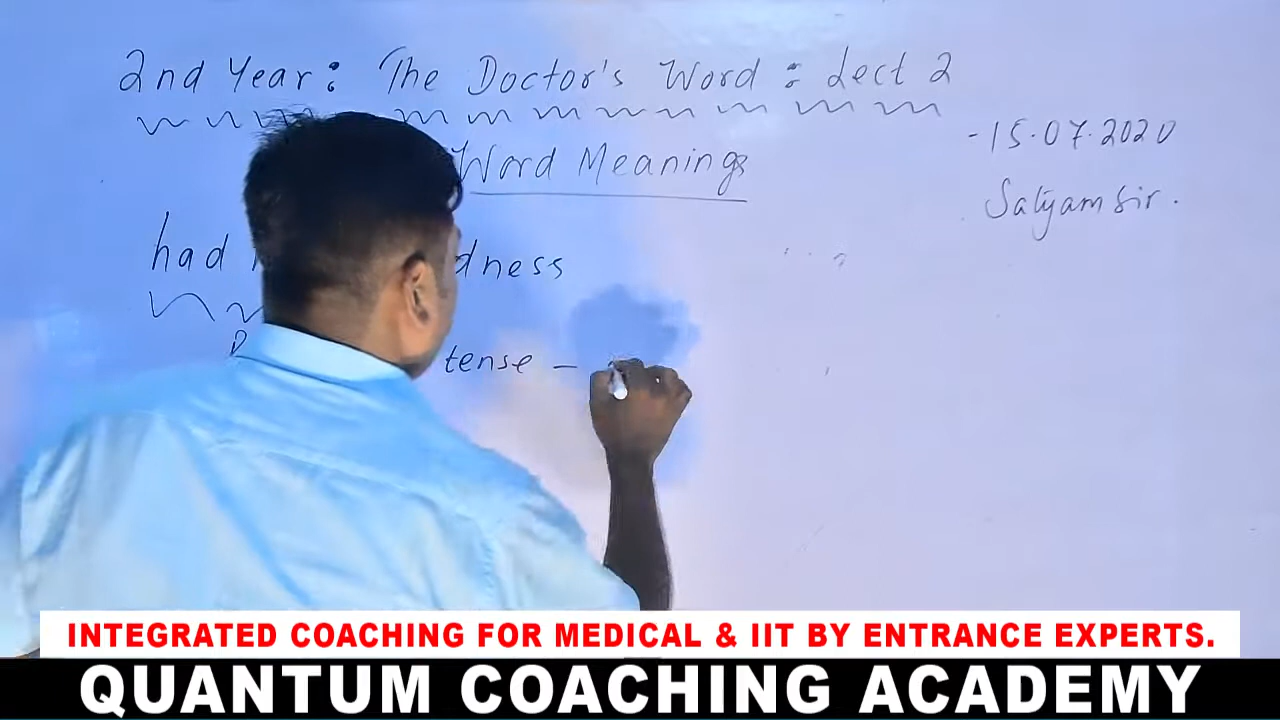 2nd Year: The Doctor's Word: Lect 2
-15.07.2020
Word Meanings
Satyam Sir.
had dness
tense –
INTEGRATED COACHING FOR MEDICAL & IIT BY ENTRANCE EXPERTS.
QUANTUM COACHING ACADEMY